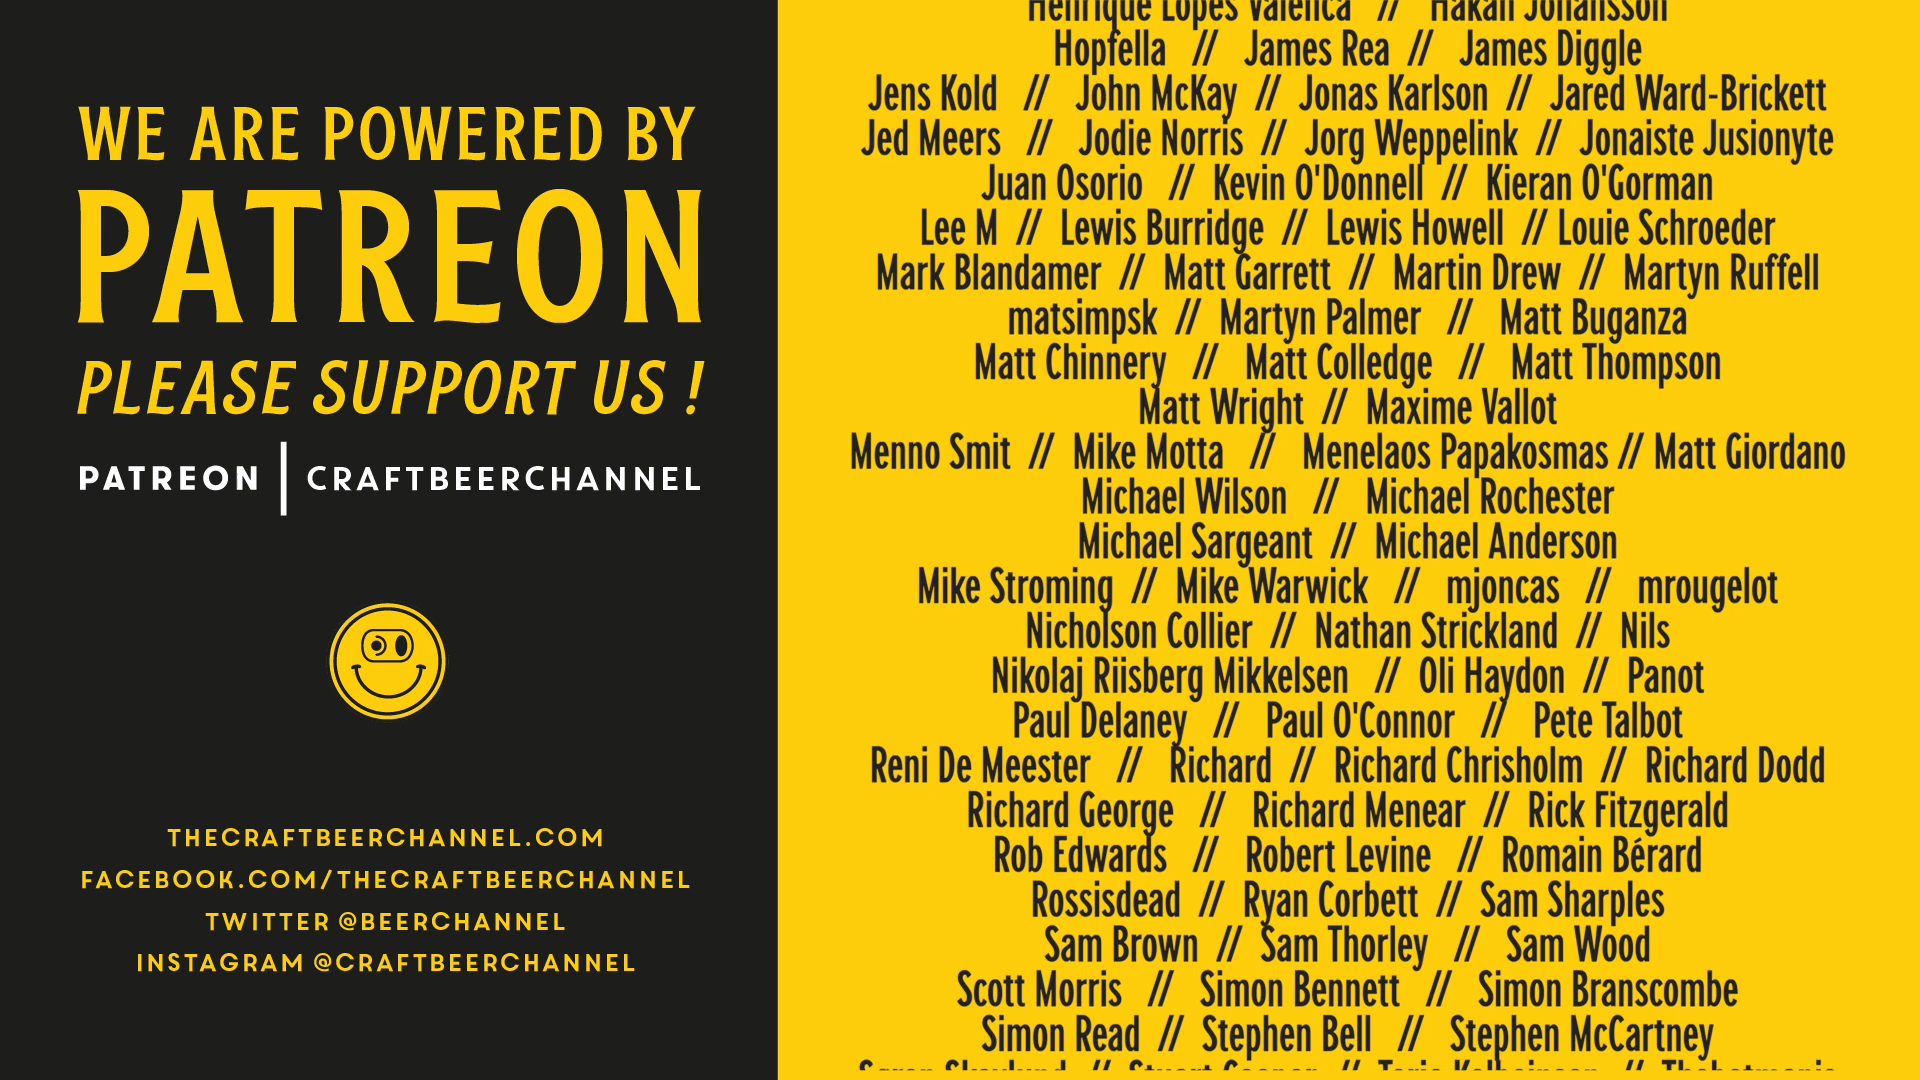 WE ARE POWERED BY
PATREON
PLEASE SUPPORT US !
PATREON | CRAFTBEERCHANNEL
THECRAFTBEERCHANNEL.COM
FACEBOOK.COM/THECRAFTBEERCHANNEL
TWITTER @BEERCHANNEL
INSTAGRAM @CRAFTBEERCHANNEL
Henrique Lopes Valenca // Hakan Johansson
Hopfella // James Rea // James Diggle
Jens Kold // John McKay // Jonas Karlson // Jared Ward-Brickett
Jed Meers // Jodie Norris // Jorg Weppelink // Jonaiste Jusionyte
Juan Osorio // Kevin O'Donnell // Kieran O'Gorman
Lee M // Lewis Burridge // Lewis Howell // Louie Schroeder
Mark Blandamer // Matt Garrett // Martin Drew // Martyn Ruffell
matsimpsk // Martyn Palmer // Matt Buganza
Matt Chinnery // Matt Colledge // Matt Thompson
Matt Wright // Maxime Vallot
Menno Smit // Mike Motta // Menelaos Papakosmas // Matt Giordano
Michael Wilson // Michael Rochester
Michael Sargeant // Michael Anderson
Mike Stroming // Mike Warwick // mjoncas // mrougelot
Nicholson Collier // Nathan Strickland // Nils
Nikolaj Riisberg Mikkelsen // Oli Haydon // Panot
Paul Delaney // Paul O'Connor // Pete Talbot
Reni De Meester // Richard // Richard Chrisholm // Richard Dodd
Richard George // Richard Menear // Rick Fitzgerald
Rob Edwards // Robert Levine // Romain Bérard
Rossisdead // Ryan Corbett // Sam Sharples
Sam Brown // Sam Thorley // Sam Wood
Scott Morris // Simon Bennett // Simon Branscombe
Simon Read // Stephen Bell // Stephen McCartney